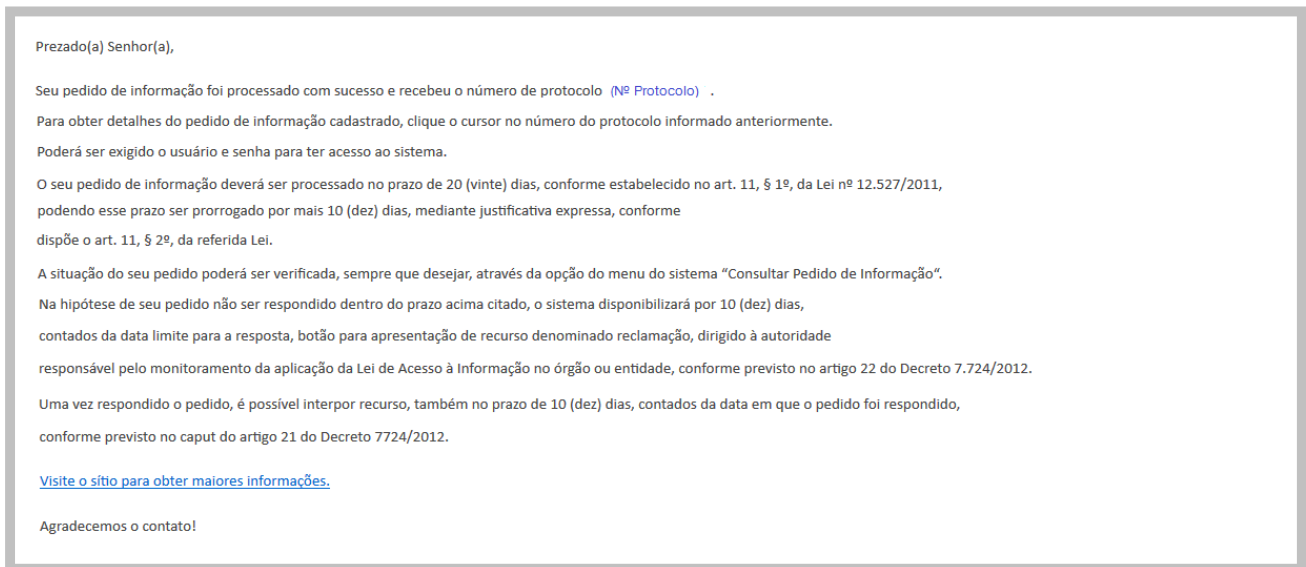 Prezado(a) Senhor(a),
Seu pedido de informação foi processado com sucesso e recebeu o número de protocolo (Nº Protocolo) .
Para obter detalhes do pedido de informação cadastrado, clique o cursor no número do protocolo informado anteriormente.
Poderá ser exigido o usuário e senha para ter acesso ao sistema.
O seu pedido de informação deverá ser processado no prazo de 20 (vinte) dias, conforme estabelecido no art. 11, § 1º, da Lei nº 12.527/2011,
podendo esse prazo ser prorrogado por mais 10 (dez) dias, mediante justificativa expressa, conforme
dispõe o art. 11, § 2º, da referida Lei.
A situação do seu pedido poderá ser verificada, sempre que desejar, através da opção do menu do sistema “Consultar Pedido de Informação“.
Na hipótese de seu pedido não ser respondido dentro do prazo acima citado, o sistema disponibilizará por 10 (dez) dias,
contados da data limite para a resposta, botão para apresentação de recurso denominado reclamação, dirigido à autoridade
responsável pelo monitoramento da aplicação da Lei de Acesso à Informação no órgão ou entidade, conforme previsto no artigo 22 do Decreto 7.724/2012.
Uma vez respondido o pedido, é possível interpor recurso, também no prazo de 10 (dez) dias, contados da data em que o pedido foi respondido,
conforme previsto no caput do artigo 21 do Decreto 7724/2012.
Visite o sítio para obter maiores informações.
Agradecemos o contato!